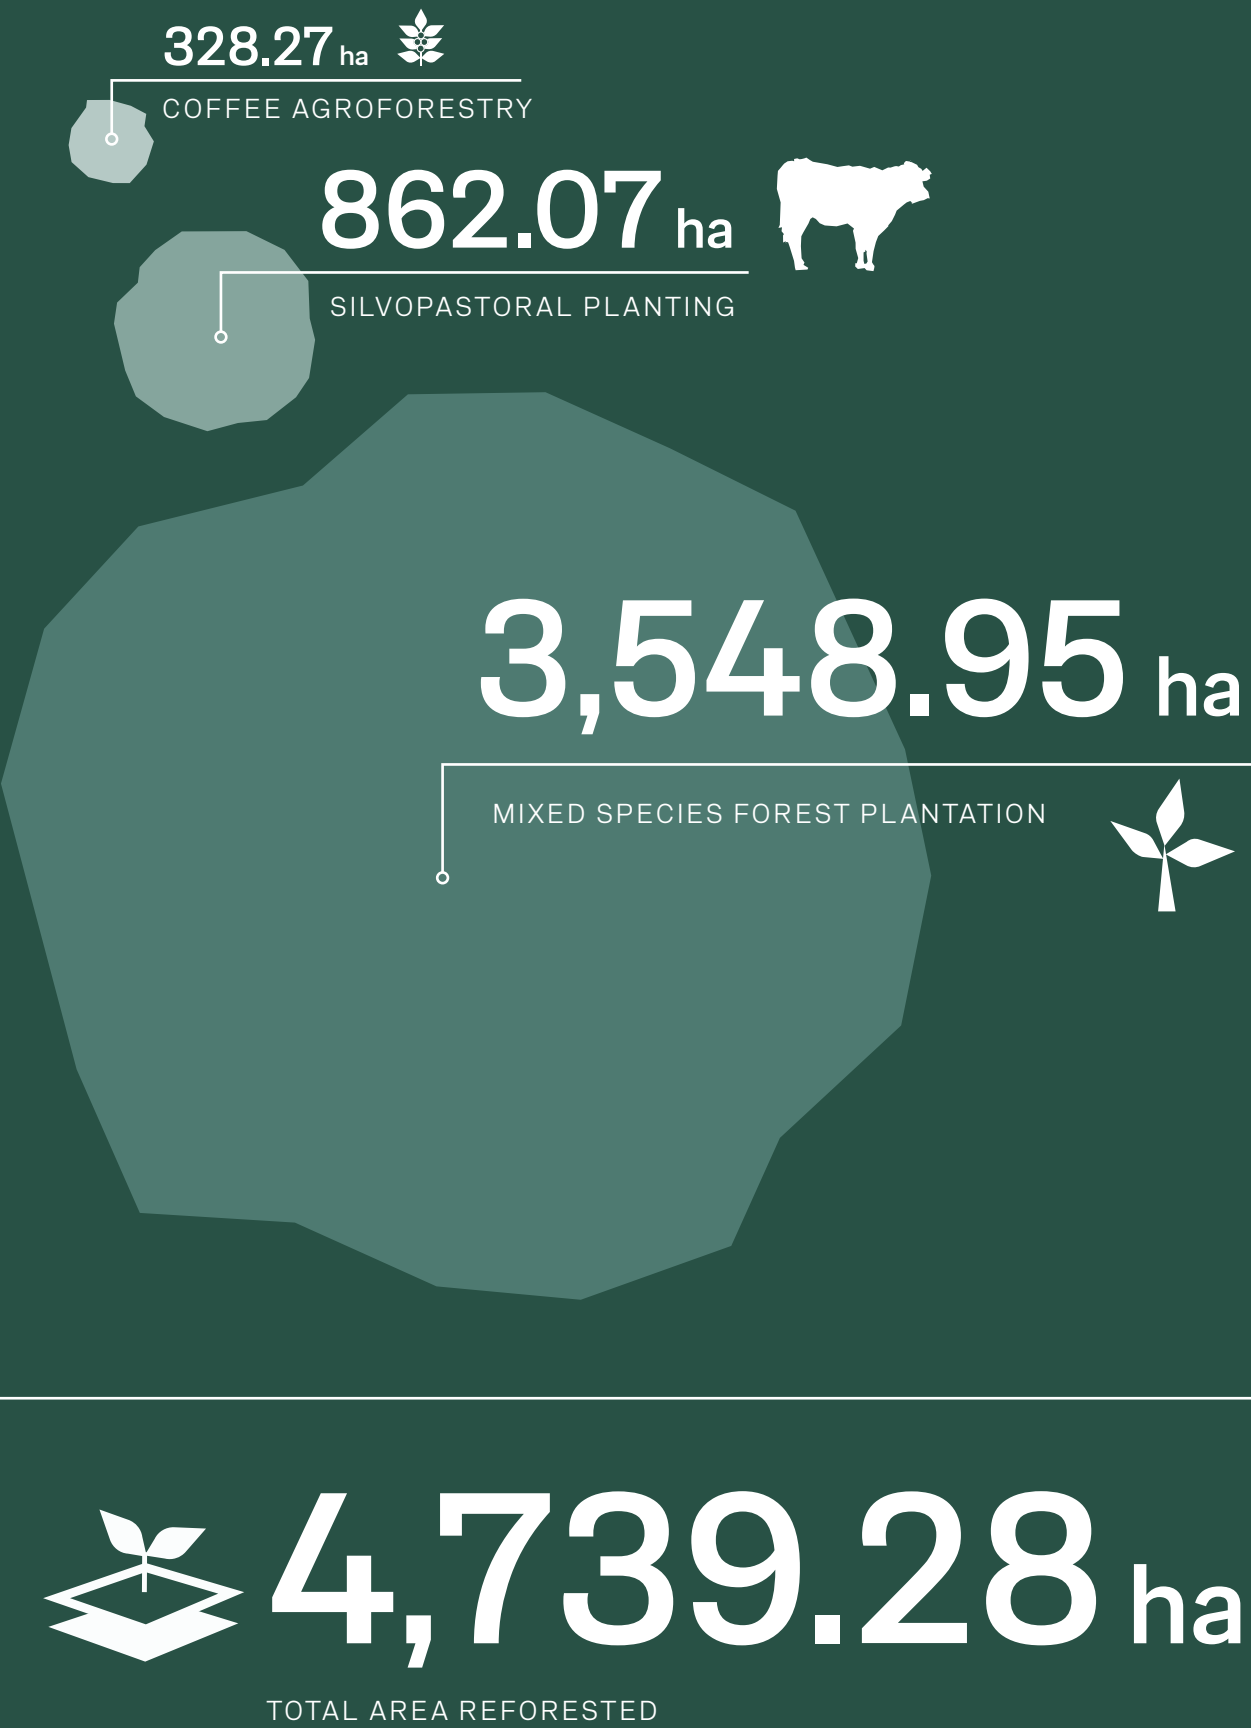 328.27 ha
COFFEE AGROFORESTRY
862.07 ha
SILVOPASTORAL PLANTING
3,548.95 ha
MIXED SPECIES FOREST PLANTATION
4,739.28 ha
TOTAL AREA REFORESTED